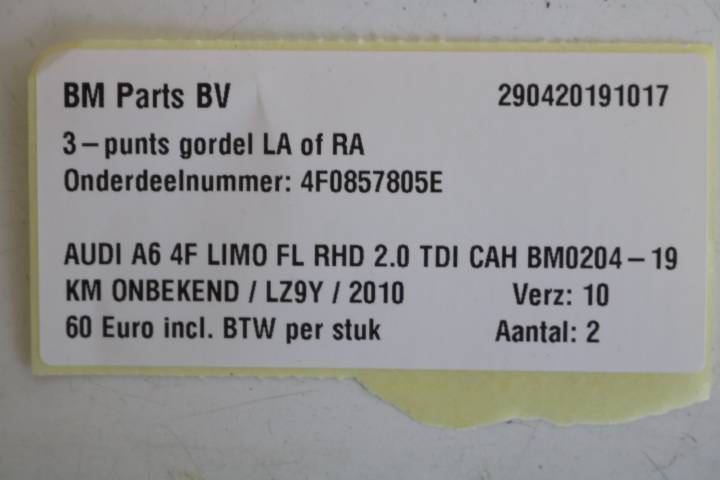 BM Parts BV 290420191017
3-punts gordel LA of RA
Onderdeelnummer: 4F0857805E
AUDI A6 4F LIMO FL RHD 2.0 TDI CAH BM0204-19
KM ONBEKEND / LZ9Y / 2010 Verz: 10
60 Euro incl. BTW per stuk Aantal: 2